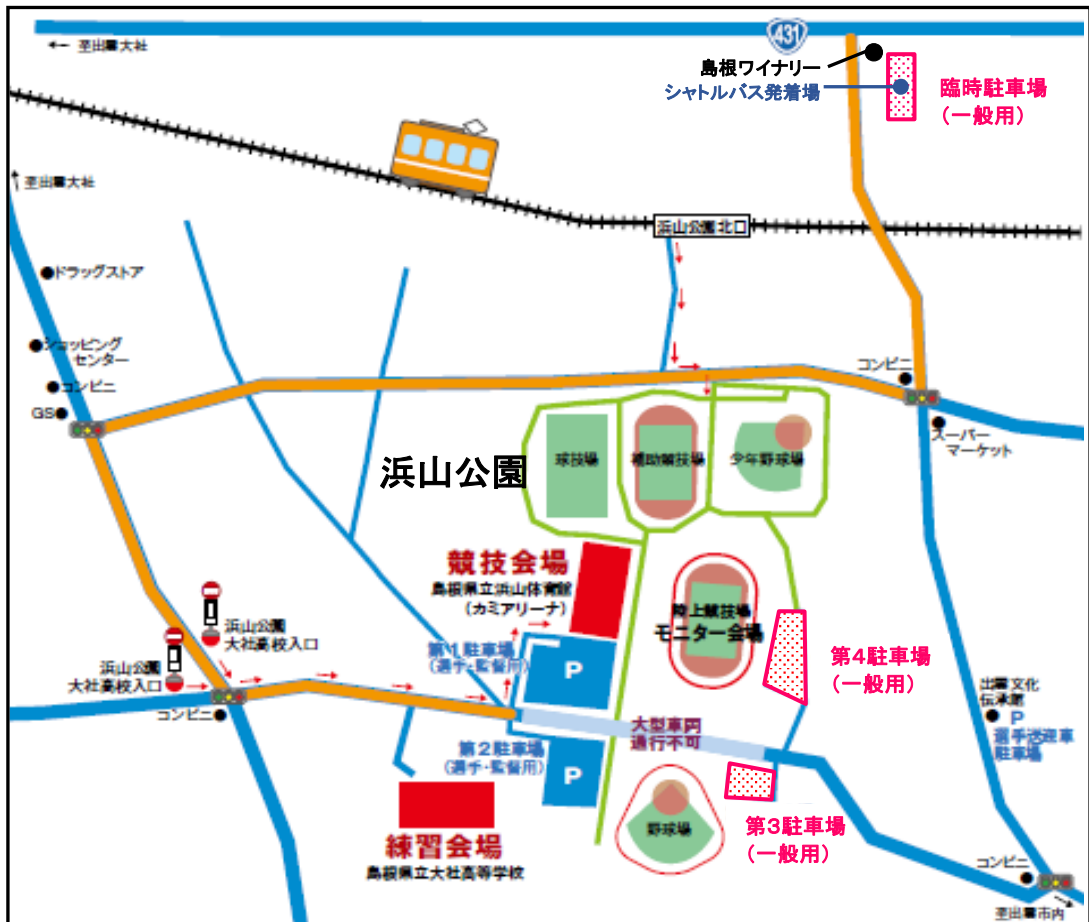 431
← 至出雲大社
島根ワイナリー
シャトルバス発着場
臨時駐車場
（一般用）
至出雲大社
浜山公園北口
ドラッグストア
ショッピング
センター
コンビニ
GS
コンビニ
スーパー
マーケット
浜山公園
球技場
補助競技場
少年野球場
競技会場
島根県立浜山体育館
（カミアリーナ）
陸上競技場
モニター会場
浜山公園
大社高校入口
浜山公園
大社高校入口
第1駐車場
（選手・監督用）
P
第4駐車場
（一般用）
出雲文化
伝承館
P
選手送迎車
駐車場
コンビニ
大型車両
通行不可
第2駐車場
（選手・監督用）
P
練習会場
島根県立大社高等学校
野球場
第3駐車場
（一般用）
コンビニ
至出雲市内